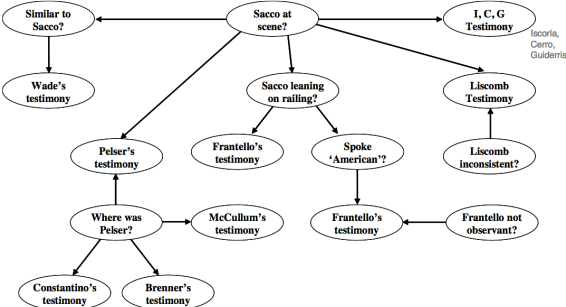 Similar to
Sacco?
Sacco at
scene?
I, C, G
Testimony
Iscorla,
Cerro,
Guiderris
Wade's
testimony
Sacco leaning
on railing?
Liscomb
Testimony
Pelser's
testimony
Frantello's
testimony
Spoke
‘American’?
Liscomb
inconsistent?
Where was
Pelser?
McCullum's
testimony
Frantello's
testimony
Frantello not
observant?
Constantino's
testimony
Brenner's
testimony